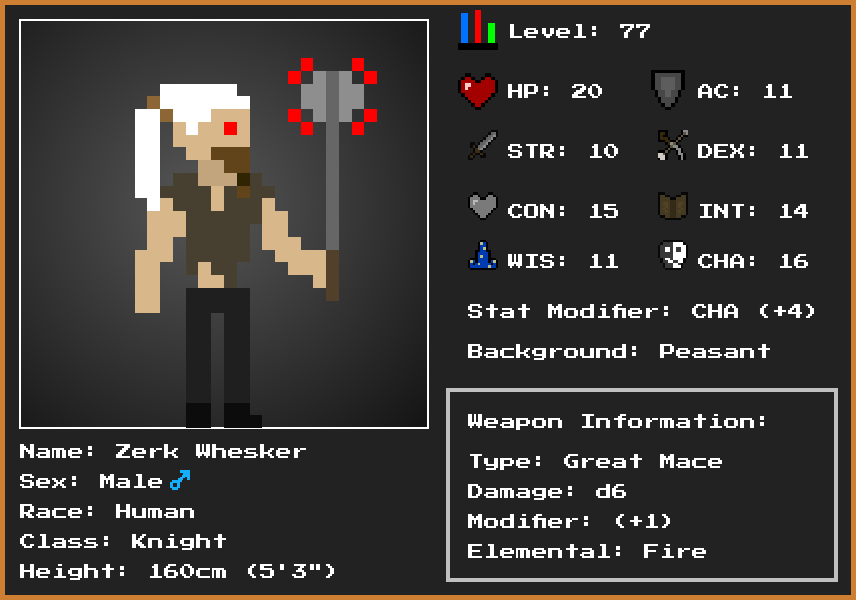 Level: 77
HP: 20
AC: 11
STR: 10
DEX: 11
CON: 15
INT: 14
WIS: 11
CHA: 16
Stat Modifier: CHA (+4)
Background: Peasant
Weapon Information:
Type: Great Mace
Damage: d6
Modifier: (+1)
Elemental: Fire
Name: Zerk Whesker
Sex: Male♂
Race: Human
Class: Knight
Height: 160cm (5'3")